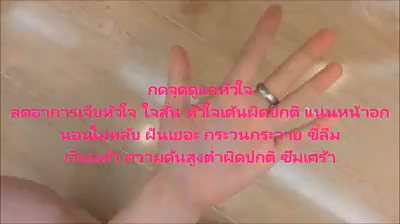 กดจุดดูแลหัวใจ
ลดอาการเจ็บหัวใจ ใจสั่น หัวใจเต้นผิดปกติ แน่นหน้าอก
นอนไม่หลับ ฝันเยอะ กระวนกระวาย ขี้ลืม
เวียนหัว ความดันสูงต่ำผิดปกติ ซึมเศร้า